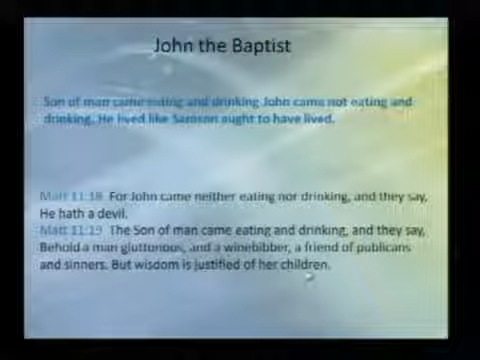 John the Baptist
Son of man came eating and drinking John came not eating and
drinking. He lived like Samson ought to have lived.
Matt 11:18 For John came neither eating nor drinking, and they say,
He hath a devil.
Matt 11:19 The Son of man came eating and drinking, and they say,
Behold a man gluttonous, and a winebibber, a friend of publicans
and sinners. But wisdom is justified of her children.